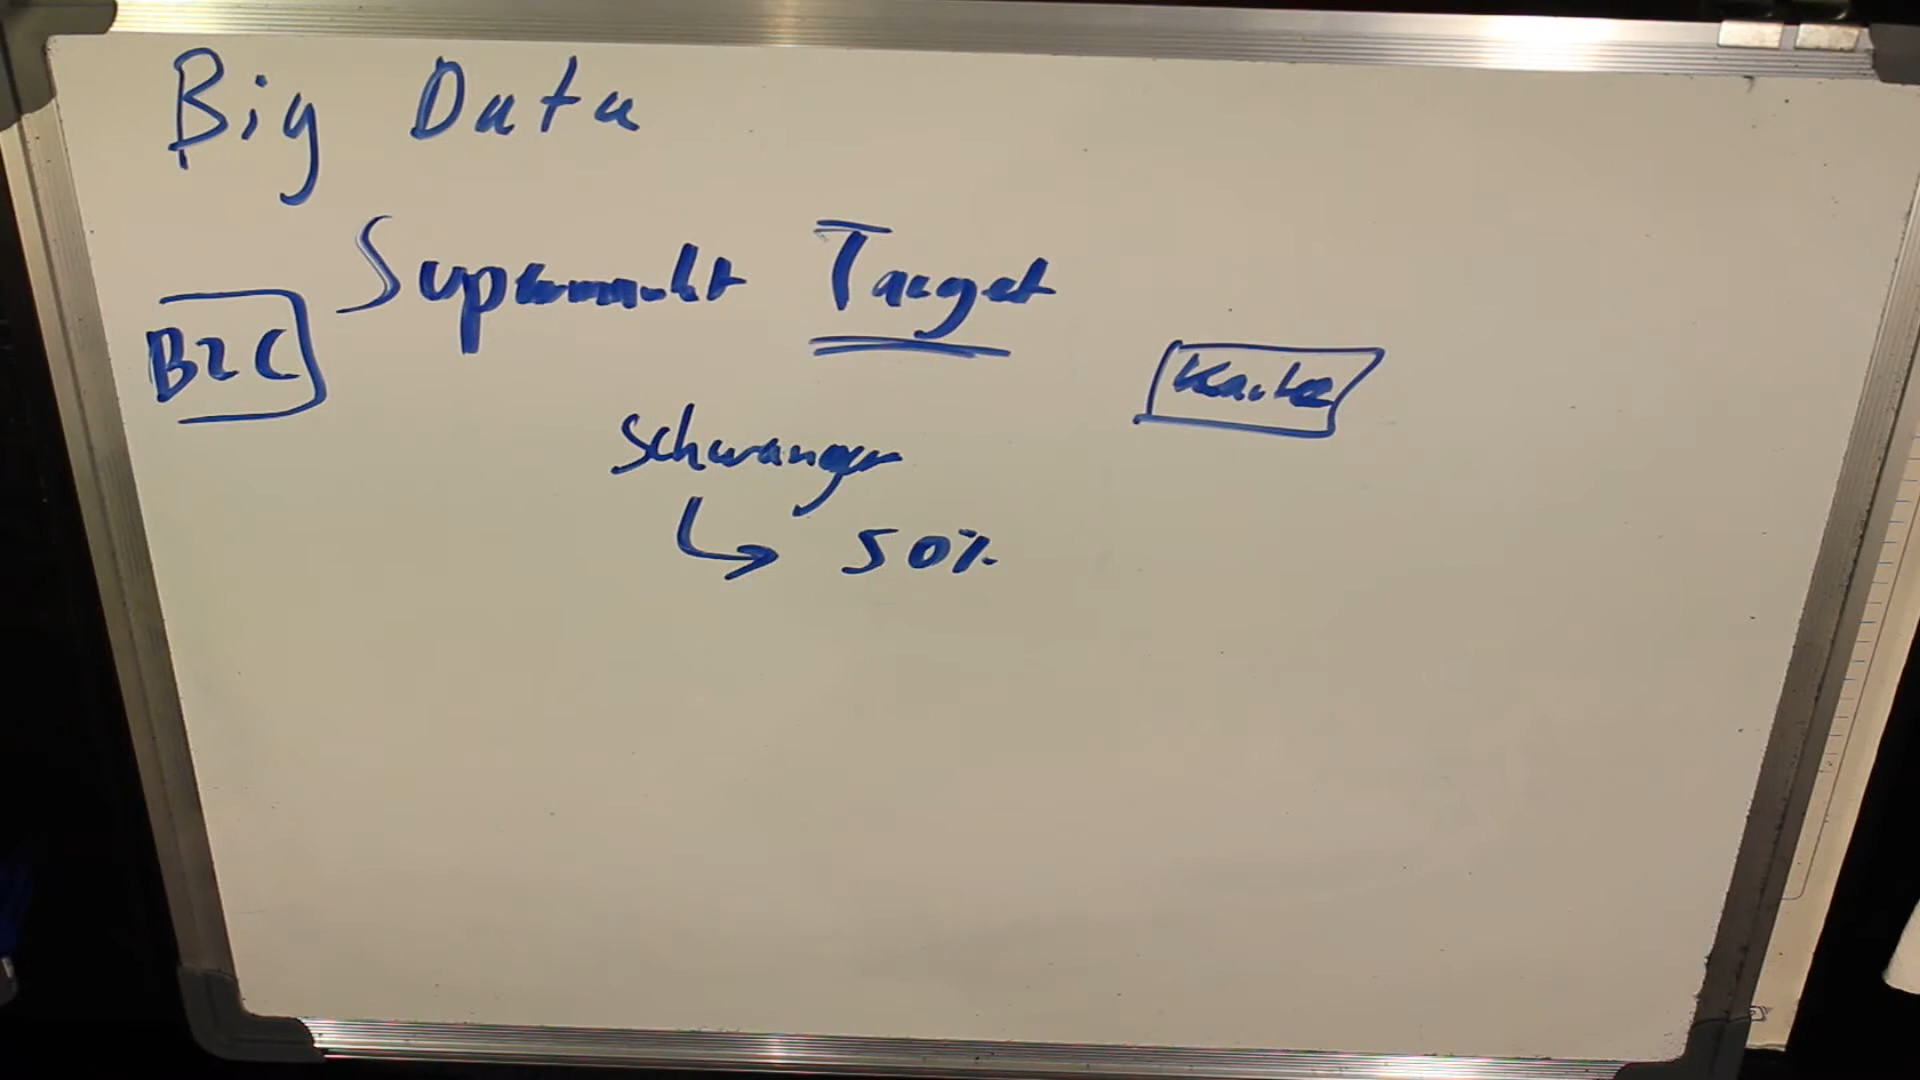 Big Data
Supermarkt Target
B2C
Karte
Schwanger
50%